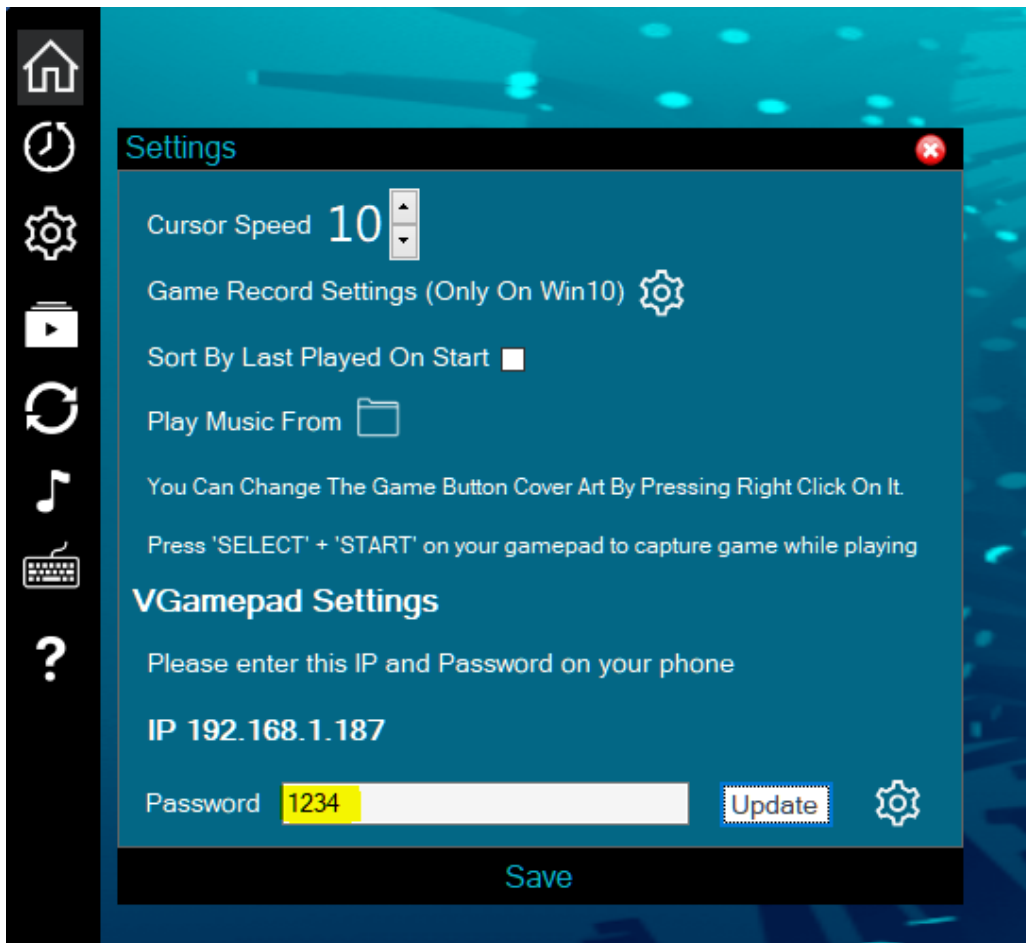 Settings
Cursor Speed 10
Game Record Settings (Only On Win10)
Sort By Last Played On Start
Play Music From
You Can Change The Game Button Cover Art By Pressing Right Click On It.
Press 'SELECT' + 'START' on your gamepad to capture game while playing
VGamepad Settings
Please enter this IP and Password on your phone
IP 192.168.1.187
Password 1234 Update
Save